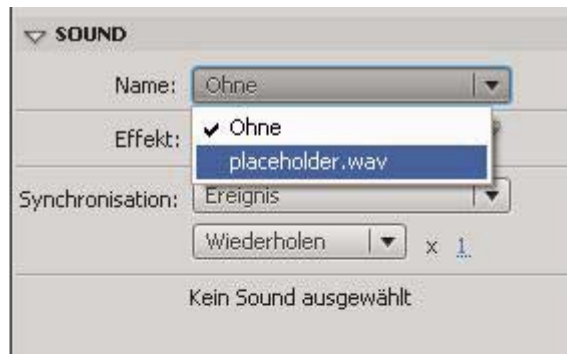 SOUND
Name: Ohne
Ohne
Effekt:
placeholder.wav
Synchronisation: Ereignis
Wiederholen x 1
Kein Sound ausgewählt